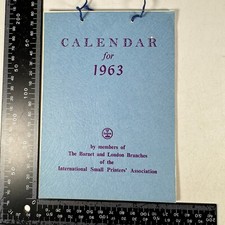 CALENDAR
for
1963
by members of
The Barnet and London Branches
of the
International Small Printers' Association